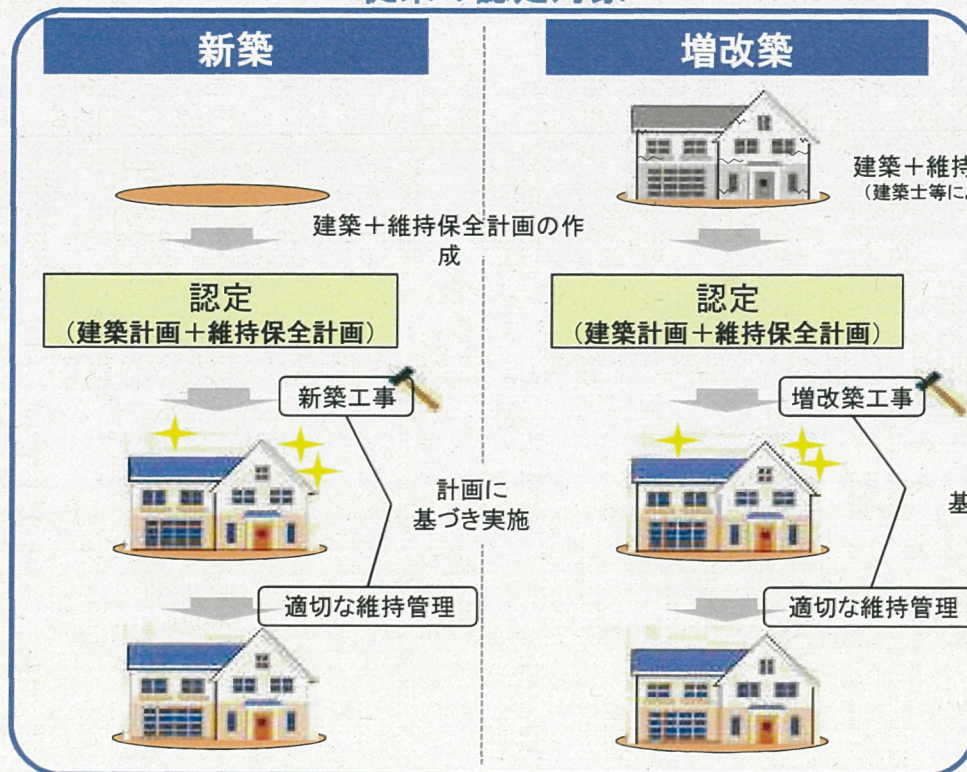 新築
建築＋維持保全計画の作
成
認定
（建築計画＋維持保全計画）
新築工事
計画に
基づき実施
適切な維持管理
増改築
建築＋維持
（建築士等に
認定
（建築計画＋維持保全計画）
増改築工事
基
適切な維持管理